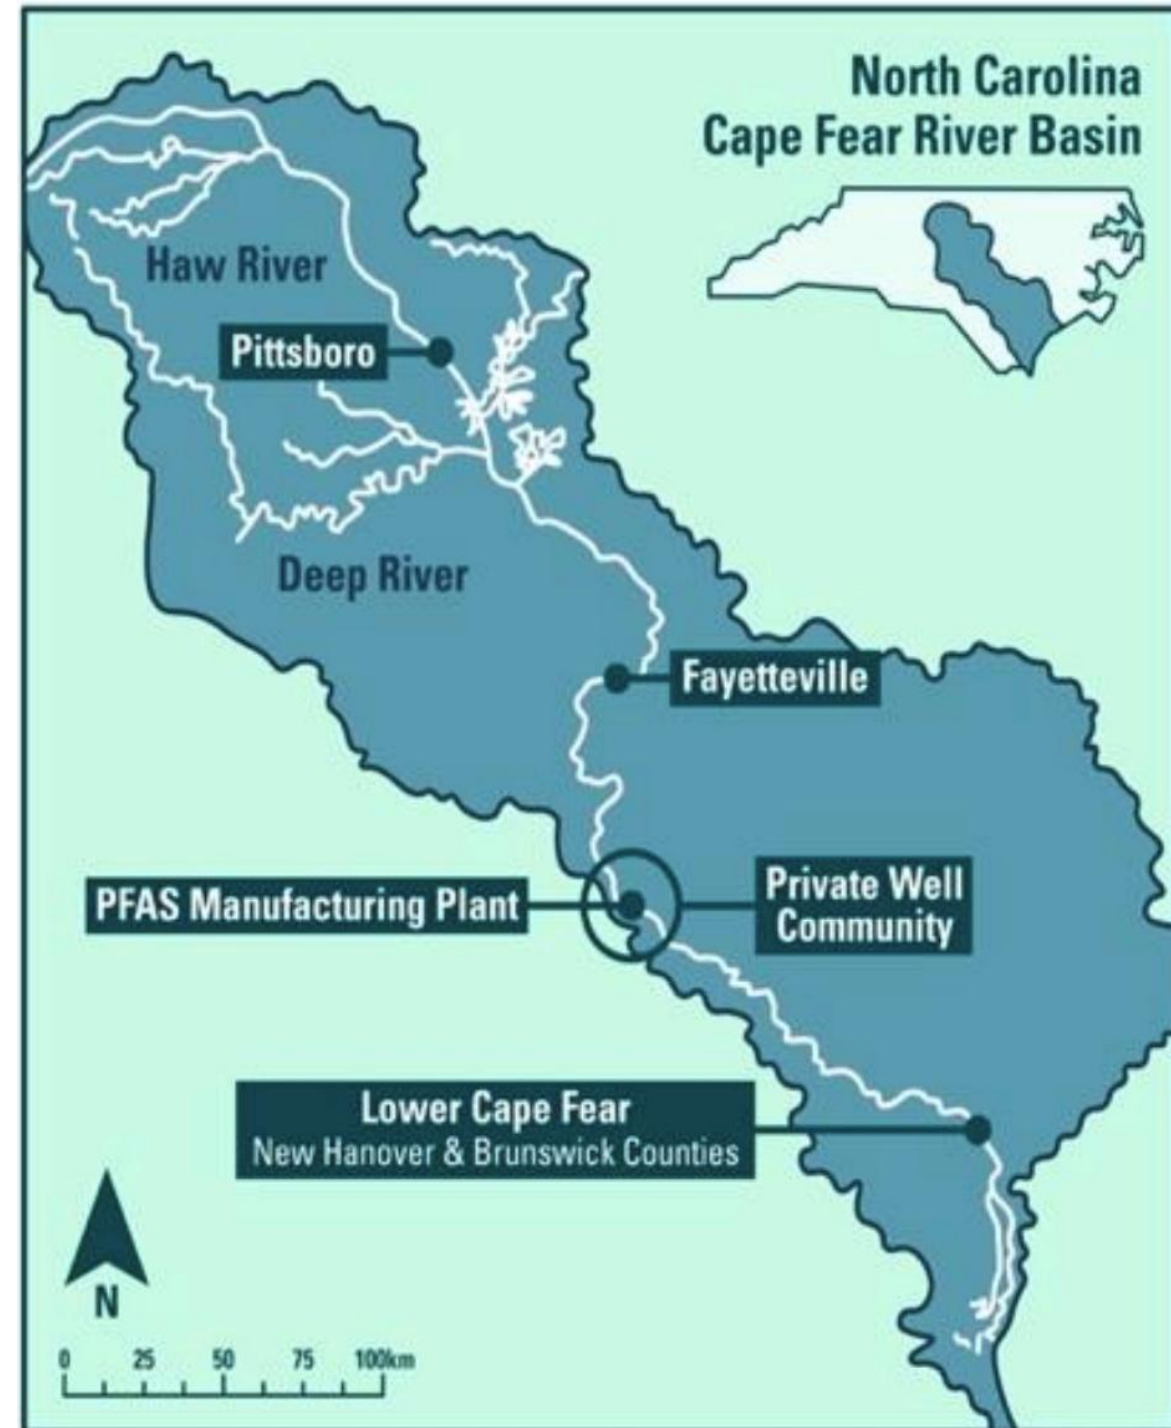 North Carolina
Cape Fear River Basin
Haw River
Pittsboro
Deep River
Fayetteville
PFAS Manufacturing Plant
Private Well
Community
Lower Cape Fear
New Hanover & Brunswick Counties
N
0 25 50 75 100km